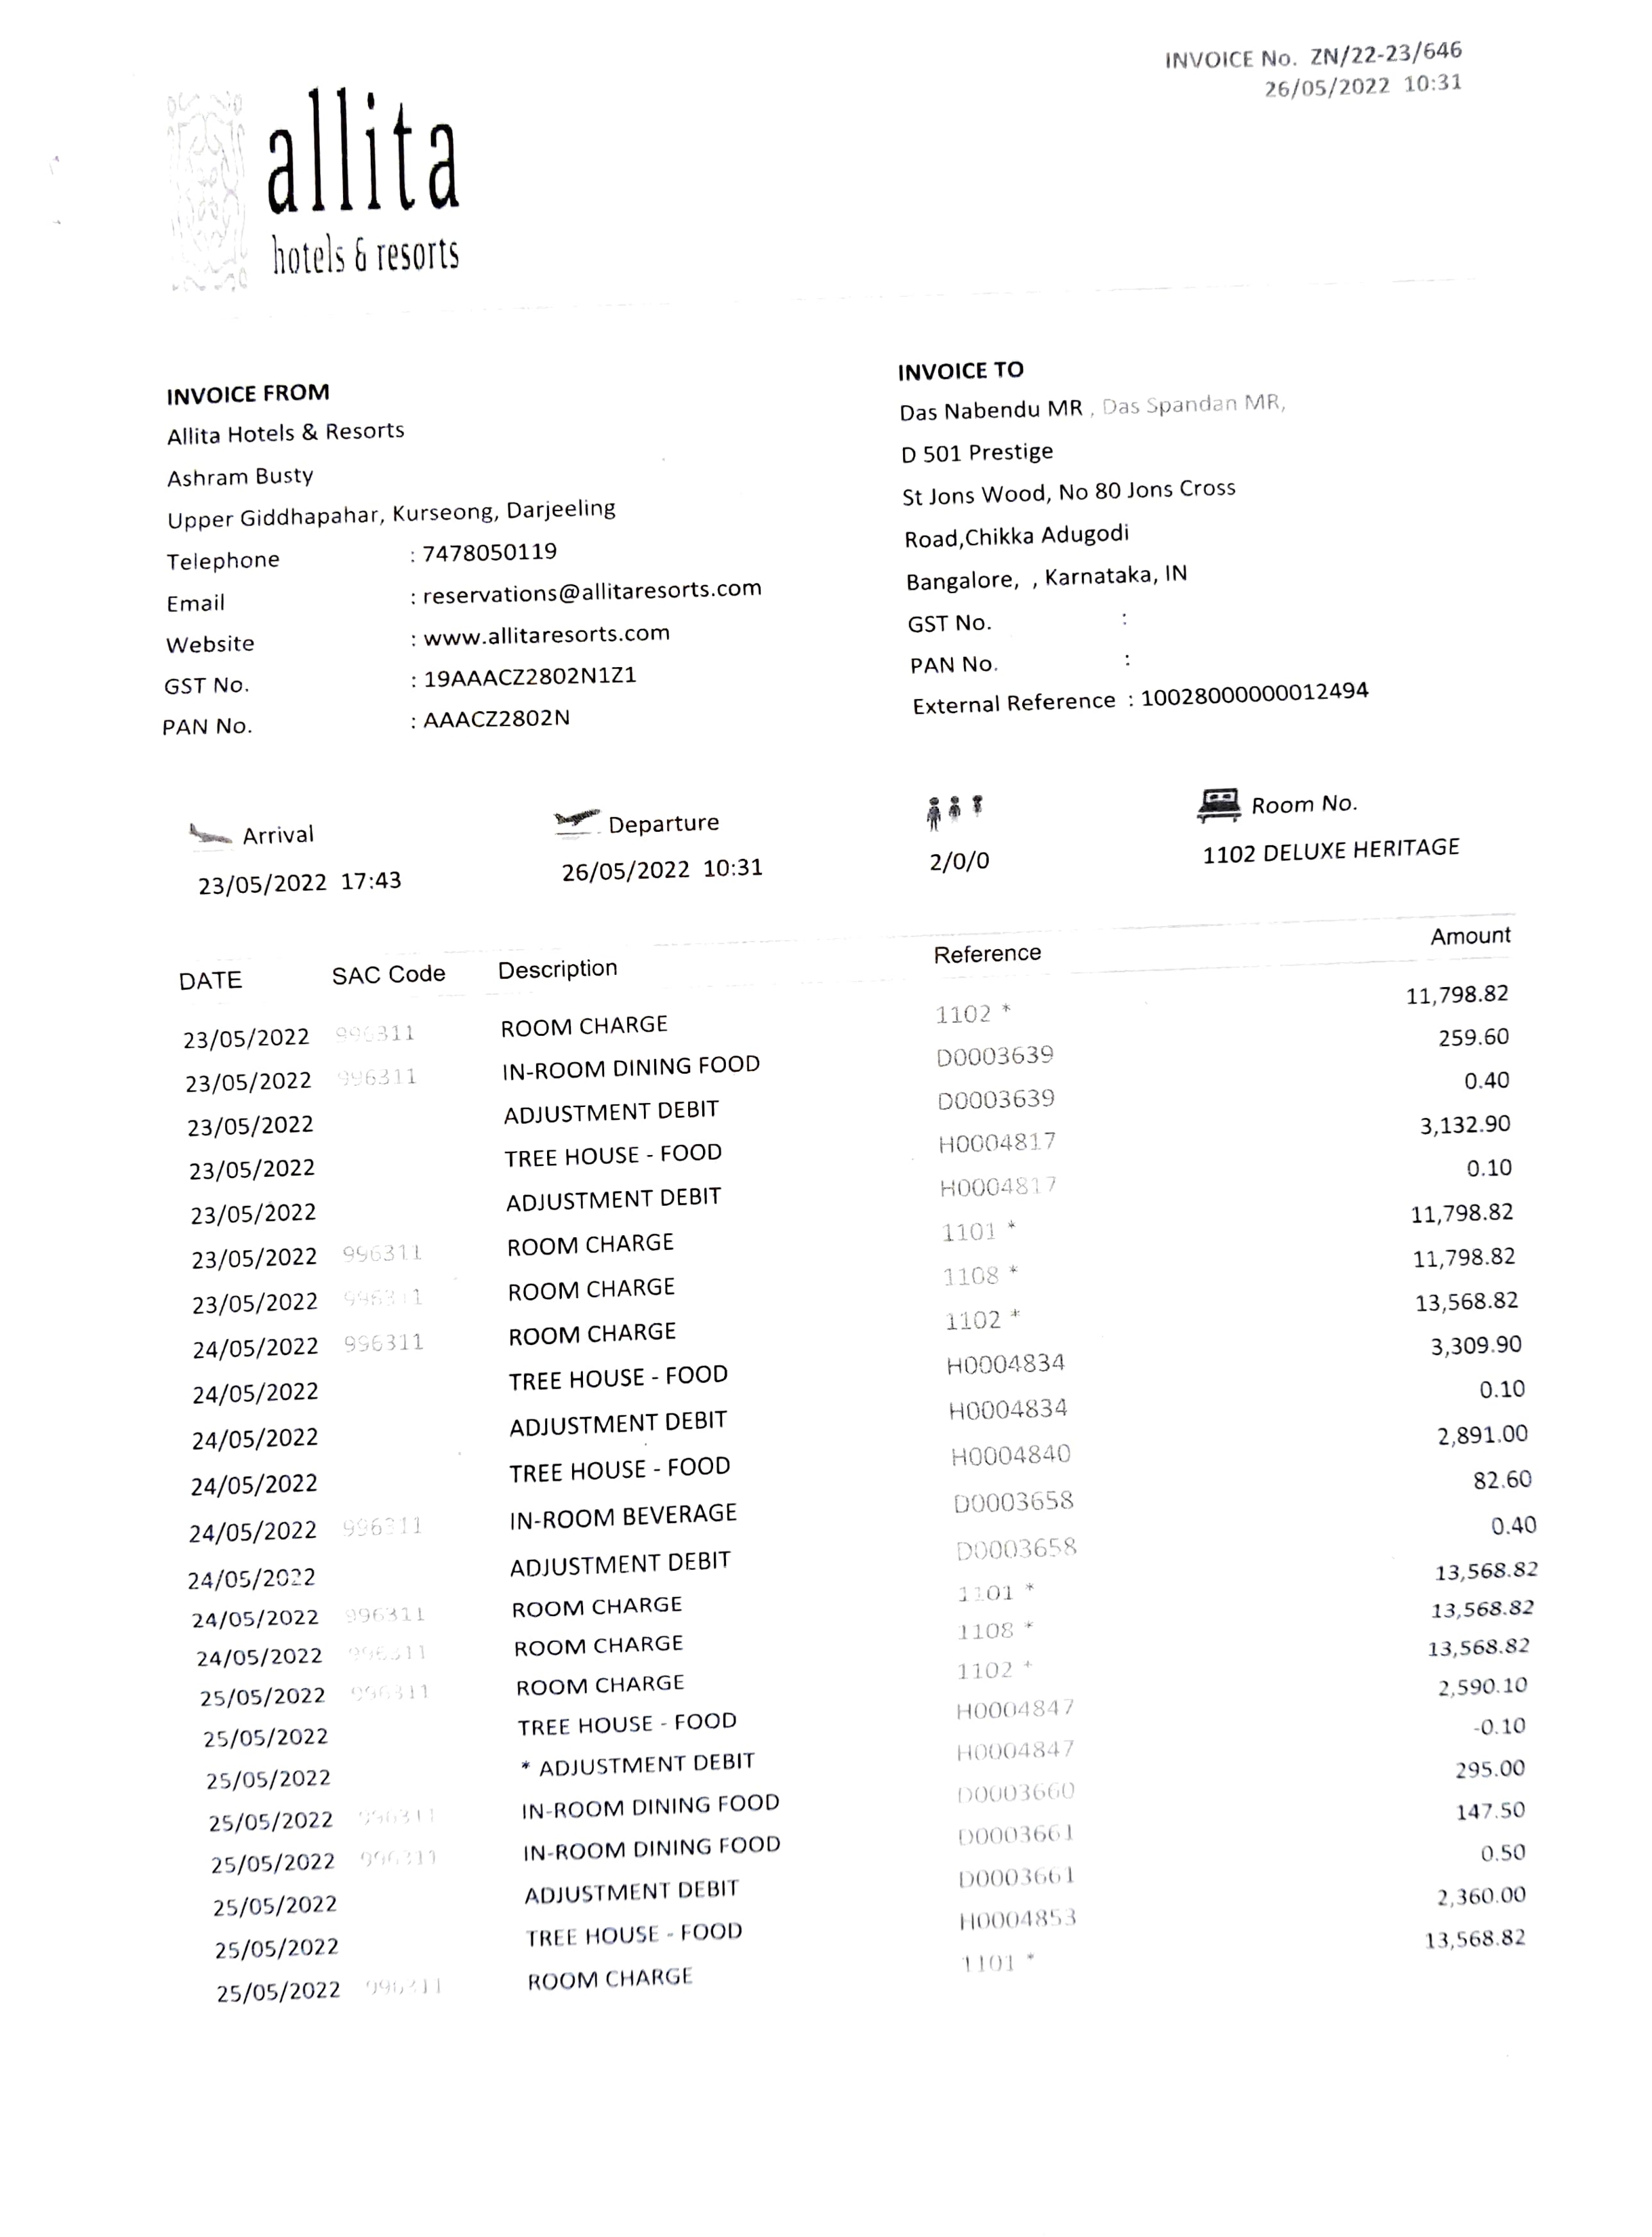 INVOICE No. ZN/22-23/646
26/05/2022 10:31
allita
hotels & resorts
INVOICE FROM
Allita Hotels & Resorts
Ashram Busty
Upper Giddhapahar, Kurseong, Darjeeling
Telephone : 7478050119
Email : reservations@allitaresorts.com
Website : www.allitaresorts.com
GST No. : 19AAACZ2802N1Z1
PAN No. : AAACZ2802N
INVOICE TO
Das Nabendu MR , Das Spandan MR,
D 501 Prestige
St Jons Wood, No 80 Jons Cross
Road,Chikka Adugodi
Bangalore, , Karnataka, IN
GST No. :
PAN No. :
External Reference : 10028000000012494
Arrival Departure Room No.
23/05/2022 17:43 26/05/2022 10:31 2/0/0 1102 DELUXE HERITAGE
DATE SAC Code Description Reference Amount
23/05/2022 996311 ROOM CHARGE 1102 * 11,798.82
23/05/2022 996311 IN-ROOM DINING FOOD D0003639 259.60
23/05/2022 ADJUSTMENT DEBIT D0003639 0.40
23/05/2022 TREE HOUSE - FOOD H0004817 3,132.90
23/05/2022 ADJUSTMENT DEBIT H0004817 0.10
23/05/2022 996311 ROOM CHARGE 1101 * 11,798.82
23/05/2022 996311 ROOM CHARGE 1108 * 11,798.82
24/05/2022 996311 ROOM CHARGE 1102 * 13,568.82
24/05/2022 TREE HOUSE - FOOD H0004834 3,309.90
24/05/2022 ADJUSTMENT DEBIT H0004834 0.10
24/05/2022 TREE HOUSE - FOOD H0004840 2,891.00
24/05/2022 996311 IN-ROOM BEVERAGE D0003658 82.60
24/05/2022 ADJUSTMENT DEBIT D0003658 0.40
24/05/2022 996311 ROOM CHARGE 1101 * 13,568.82
24/05/2022 996311 ROOM CHARGE 1108 * 13,568.82
25/05/2022 996311 ROOM CHARGE 1102 * 13,568.82
25/05/2022 TREE HOUSE - FOOD H0004847 2,590.10
25/05/2022 * ADJUSTMENT DEBIT H0004847 -0.10
25/05/2022 996311 IN-ROOM DINING FOOD D0003660 295.00
25/05/2022 996311 IN-ROOM DINING FOOD D0003661 147.50
25/05/2022 ADJUSTMENT DEBIT D0003661 0.50
25/05/2022 TREE HOUSE - FOOD H0004853 2,360.00
25/05/2022 996311 ROOM CHARGE 1101 * 13,568.82